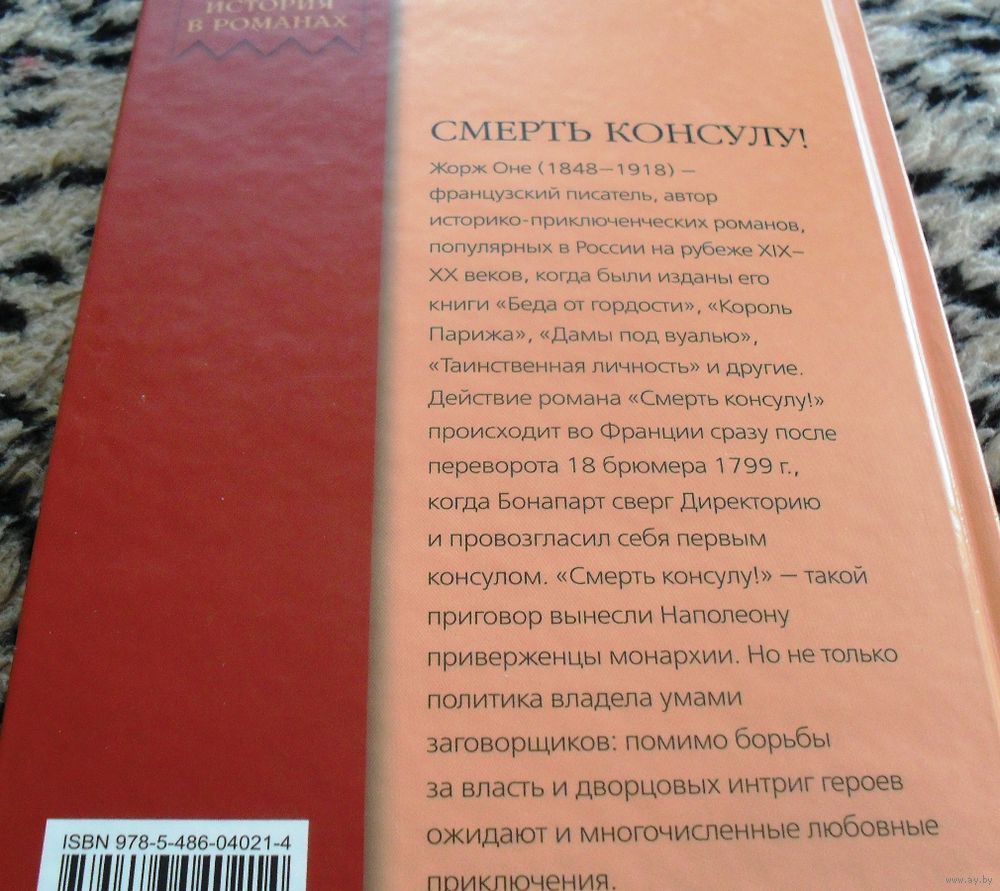 ИСТОРИЯ
В РОМАНАХ
СМЕРТЬ КОНСУЛУ!
Жорж Оне (1848–1918) –
французский писатель, автор
историко-приключенческих романов,
популярных в России на рубеже XIX–
XX веков, когда были изданы его
книги «Беда от гордости», «Король
Парижа», «Дамы под вуалью»,
«Таинственная личность» и другие.
Действие романа «Смерть консулу!»
происходит во Франции сразу после
переворота 18 брюмера 1799 г.,
когда Бонапарт сверг Директорию
и провозгласил себя первым
консулом. «Смерть консулу!» – такой
приговор вынесли Наполеону
приверженцы монархии. Но не только
политика владела умами
заговорщиков: помимо борьбы
за власть и дворцовых интриг героев
ожидают и многочисленные любовные
приключения.
ISBN 978-5-486-04021-4
www.ay.by